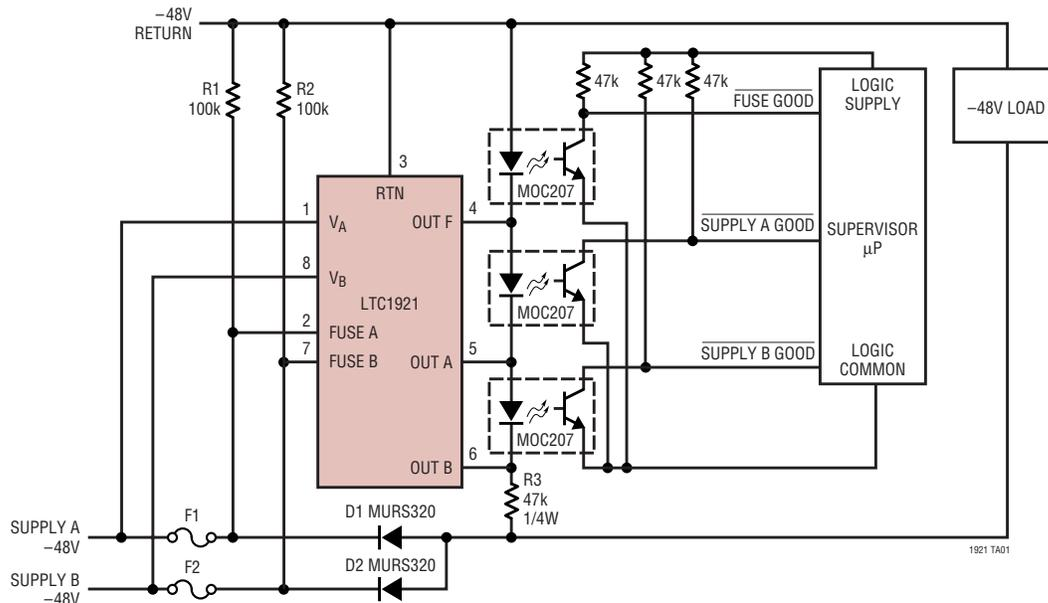 –48V
RETURN
R1
100k
R2
100k
3
RTN
1
VA
OUT F
4
8
VB
LTC1921
2
FUSE A
7
FUSE B
OUT A
5
OUT B
6
MOC207
MOC207
MOC207
47k
47k
47k
FUSE GOOD
SUPPLY A GOOD
SUPPLY B GOOD
LOGIC
SUPPLY
SUPERVISOR
µP
LOGIC
COMMON
–48V LOAD
R3
47k
1/4W
SUPPLY A
–48V
F1
D1 MURS320
SUPPLY B
–48V
F2
D2 MURS320
1921 TA01